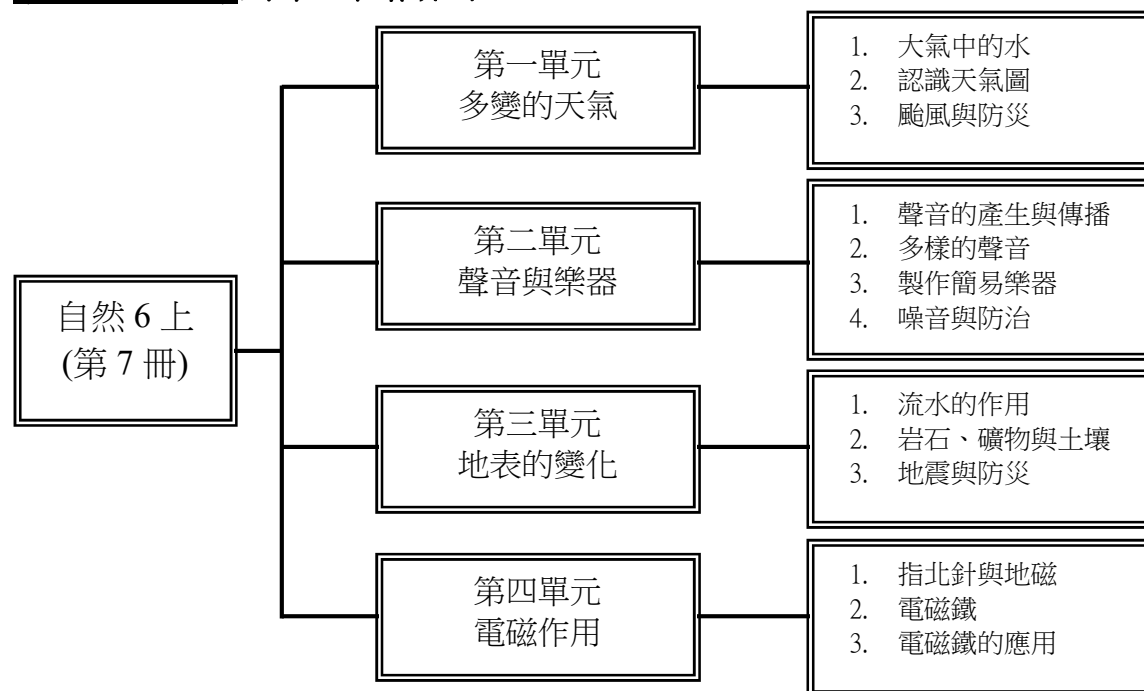 自然 6 上
(第 7 冊)
第一單元
多變的天氣
1. 大氣中的水
2. 認識天氣圖
3. 颱風與防災
第二單元
聲音與樂器
1. 聲音的產生與傳播
2. 多樣的聲音
3. 製作簡易樂器
4. 噪音與防治
第三單元
地表的變化
1. 流水的作用
2. 岩石、礦物與土壤
3. 地震與防災
第四單元
電磁作用
1. 指北針與地磁
2. 電磁鐵
3. 電磁鐵的應用